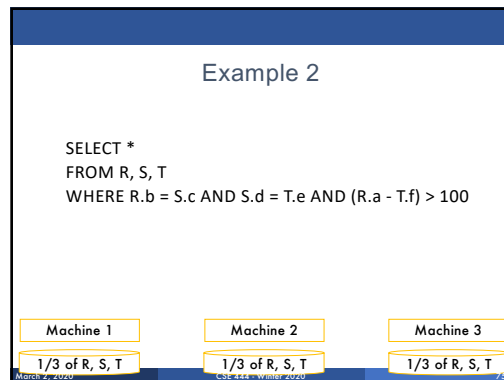 Example 2
SELECT *
FROM R, S, T
WHERE R.b = S.c AND S.d = T.e AND (R.a - T.f) > 100
Machine 1 Machine 2 Machine 3
1/3 of R, S, T 1/3 of R, S, T 1/3 of R, S, T
March 2, 2020 CSE 444 - Winter 2020